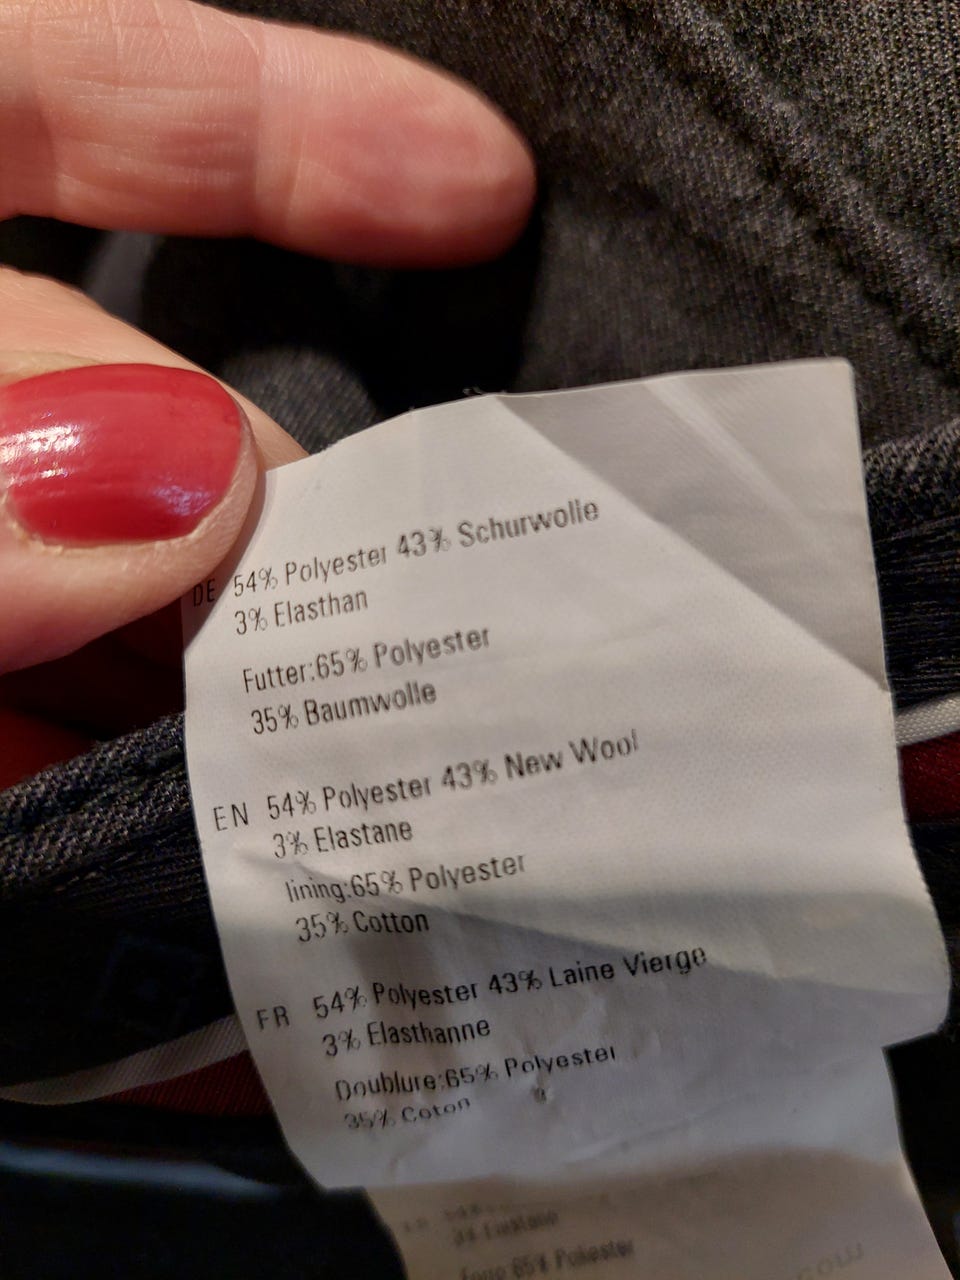 DE 54% Polyester 43% Schurwolle
3% Elasthan
Futter:65% Polyester
35% Baumwolle
EN 54% Polyester 43% New Wool
3% Elastane
lining:65% Polyester
35% Cotton
FR 54% Polyester 43% Laine Vierge
3% Elasthanne
Doublure:65% Polyester
35% Coton
65% Poliester